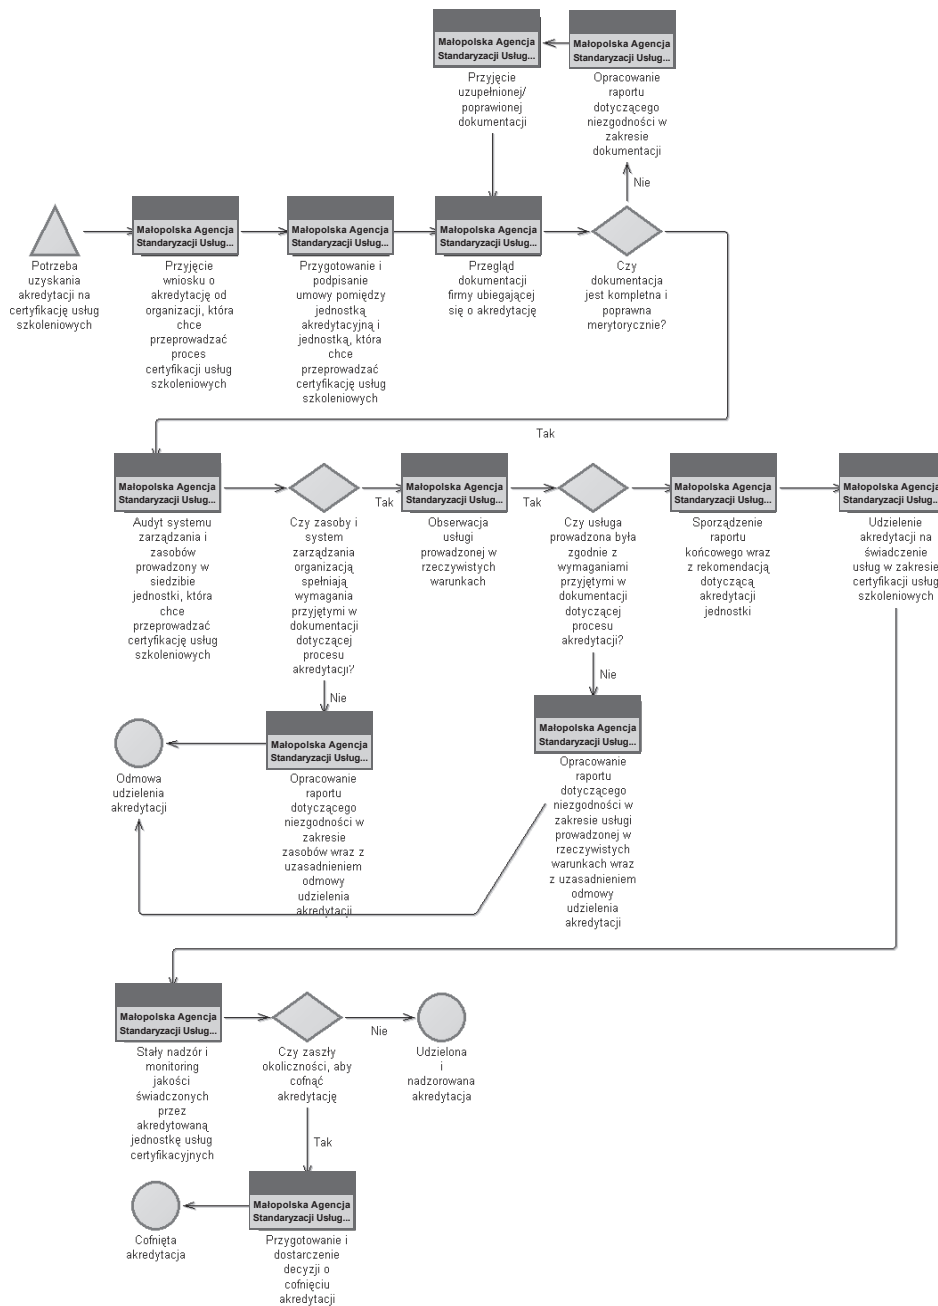 Małopolska Agencja
Standaryzacji Usług...
Przyjęcie
uzupełnionej/
poprawionej
dokumentacji
Małopolska Agencja
Standaryzacji Usług...
Opracowanie
raportu
dotyczącego
niezgodności w
zakresie
dokumentacji
Nie
Potrzeba
uzyskania
akredytacji na
certyfikację usług
szkoleniowych
Małopolska Agencja
Standaryzacji Usług...
Przyjęcie
wniosku o
akredytację od
organizacji, która
chce
przeprowadzać
proces
certyfikacji usług
szkoleniowych
Małopolska Agencja
Standaryzacji Usług...
Przygotowanie i
podpisanie
umowy pomiędzy
jednostką
akredytacyjną i
jednostką, która
chce
przeprowadzać
certyfikację usług
szkoleniowych
Małopolska Agencja
Standaryzacji Usług...
Przegląd
dokumentacji
firmy ubiegającej
się o akredytację
Czy
dokumentacja
jest kompletna i
poprawna
merytorycznie?
Tak
Małopolska Agencja
Standaryzacji Usług...
Audyt systemu
zarządzania i
zasobów
prowadzony w
siedzibie
jednostki, która
chce
przeprowadzać
certyfikację usług
szkoleniowych
Czy zasoby i
system
zarządzania
organizacją
spełniają
wymagania
przyjętymi w
dokumentacji
dotyczącej
procesu
akredytacji?
Tak
Nie
Małopolska Agencja
Standaryzacji Usług...
Obserwacja
usługi
prowadzonej w
rzeczywistych
warunkach
Tak
Czy usługa
prowadzona była
zgodnie z
wymaganiami
przyjętymi w
dokumentacji
dotyczącej
procesu
akredytacji?
Nie
Małopolska Agencja
Standaryzacji Usług...
Sporządzenie
raportu
końcowego wraz
z rekomendacją
dotyczącą
akredytacji
jednostki
Małopolska Agencja
Standaryzacji Usług...
Udzielenie
akredytacji na
świadczenie
usług w zakresie
certyfikacji usług
szkoleniowych
Odmowa
udzielenia
akredytacji
Małopolska Agencja
Standaryzacji Usług...
Opracowanie
raportu
dotyczącego
niezgodności w
zakresie
zasobów wraz z
uzasadnieniem
odmowy
udzielenia
akredytacji
Małopolska Agencja
Standaryzacji Usług...
Opracowanie
raportu
dotyczącego
niezgodności w
zakresie usługi
prowadzonej w
rzeczywistych
warunkach wraz
z uzasadnieniem
odmowy
udzielenia
akredytacji
Małopolska Agencja
Standaryzacji Usług...
Stały nadzór i
monitoring
jakości
świadczonych
przez
akredytowaną
jednostkę usług
certyfikacyjnych
Czy zaszły
okoliczności, aby
cofnąć
akredytację
Nie
Udzielona
i
nadzorowana
akredytacja
Tak
Cofnięta
akredytacja
Małopolska Agencja
Standaryzacji Usług...
Przygotowanie i
dostarczenie
decyzji o
cofnięciu
akredytacji